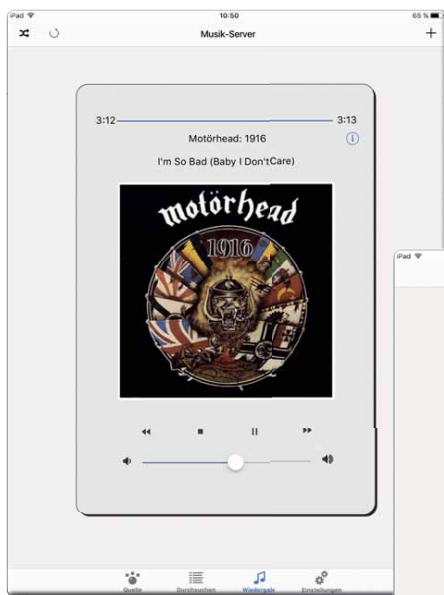 iPad 10:50 65 %
Musik-Server
3:12 3:13
Motörhead: 1916
I'm So Bad (Baby I Don'tCare)
motörhead
1916
iPad
Quelle Durchsuchen Wiedergabe Einstellungen